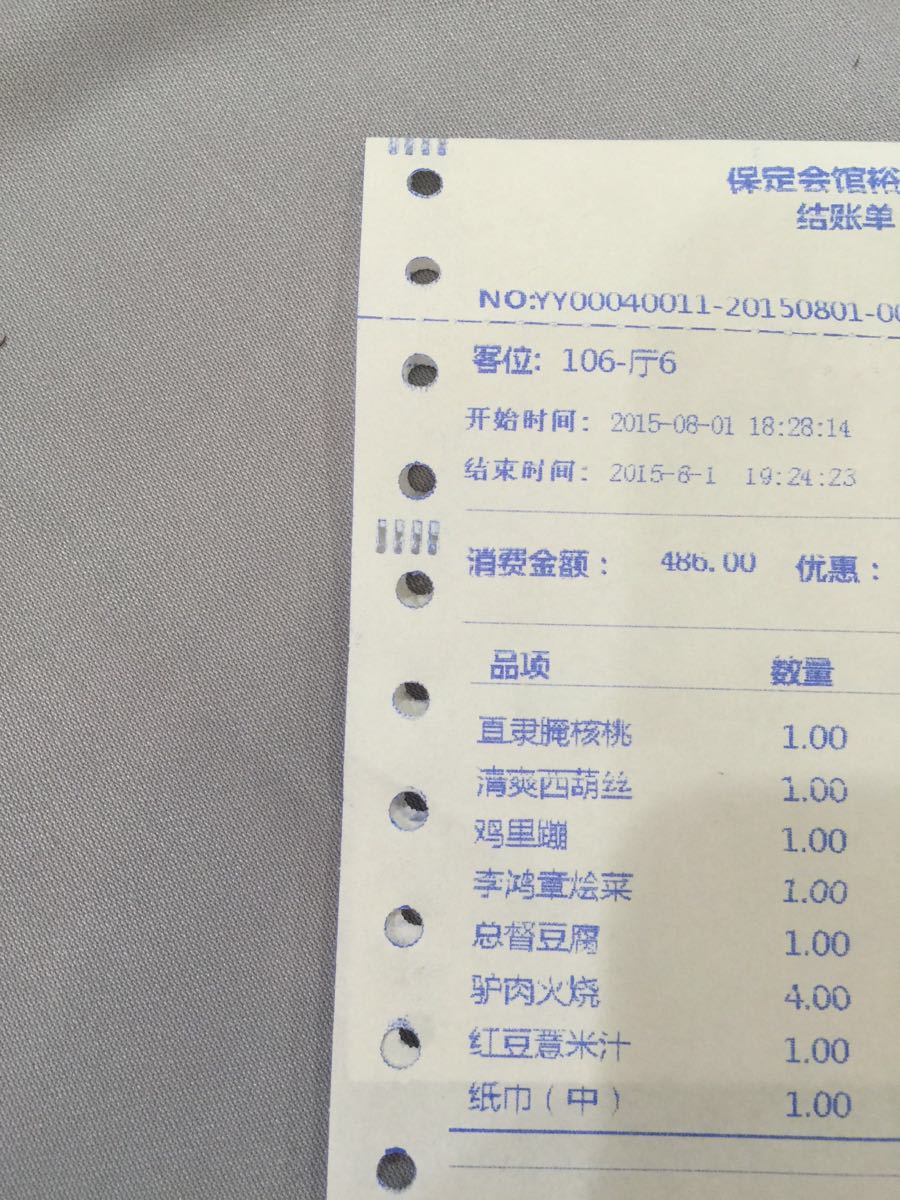 保定会馆裕
结账单
NO:YY00040011-20150801-00
客位: 106-厅6
开始时间: 2015-08-01 18:28:14
结束时间: 2015-8-1 19:24:23
消费金额: 486.00 优惠:
品项 数量
直隶腌核桃 1.00
清爽西葫丝 1.00
鸡里蹦 1.00
李鸿章烩菜 1.00
总督豆腐 1.00
驴肉火烧 4.00
红豆薏米汁 1.00
纸巾(中) 1.00